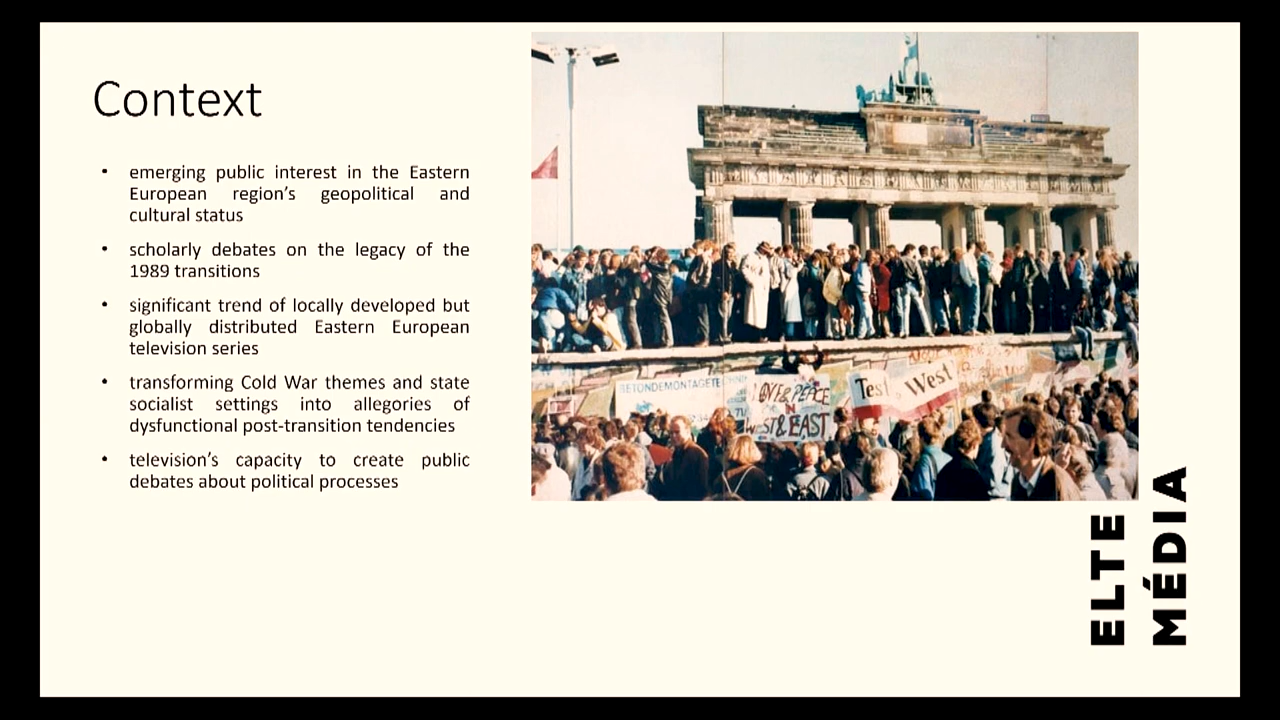 Context
• emerging public interest in the Eastern
European region's geopolitical and
cultural status
• scholarly debates on the legacy of the
1989 transitions
• significant trend of locally developed but
globally distributed Eastern European
television series
• transforming Cold War themes and state
socialist settings into allegories of
dysfunctional post-transition tendencies
• television's capacity to create public
debates about political processes
BETONDEMONTAGETE
LOVE & PEACE
IN
WEST & EAST
Test West
ELTE
MÉDIA